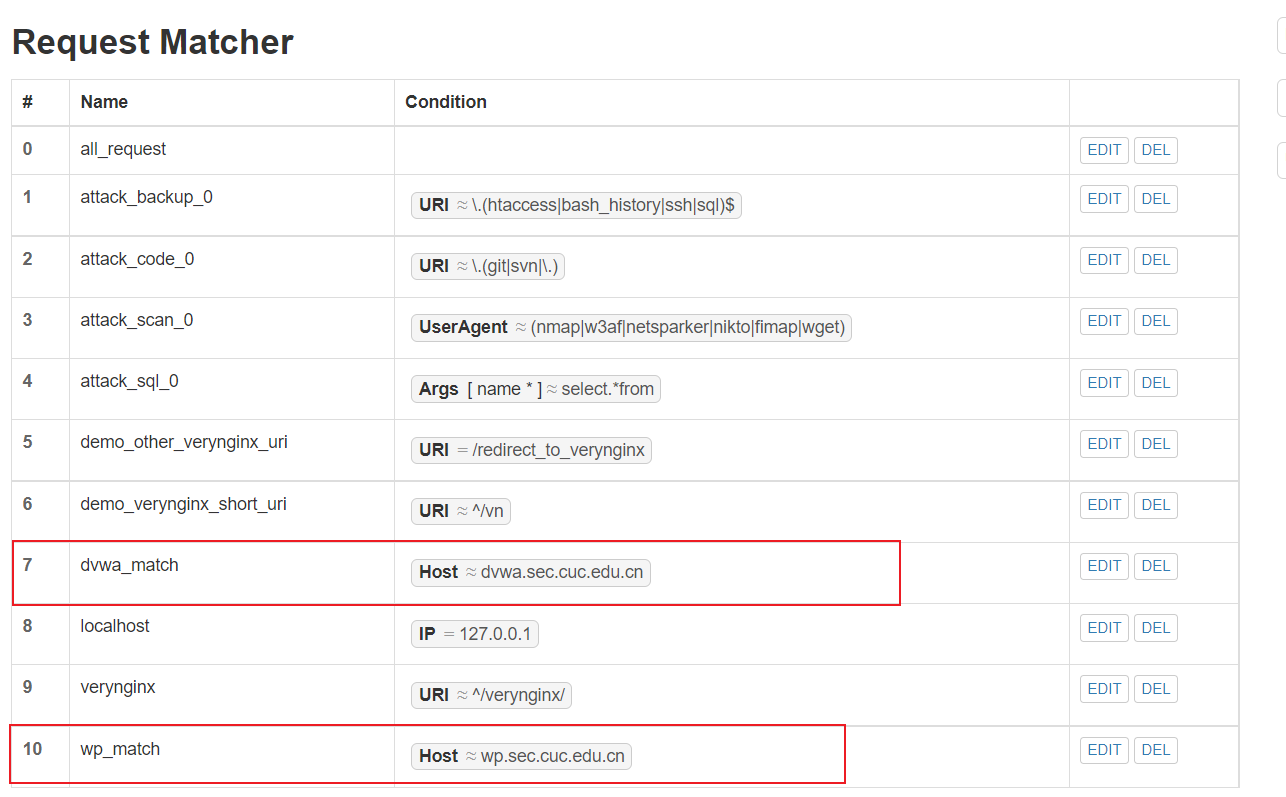 Request Matcher
# Name Condition
0 all_request EDIT DEL
1 attack_backup_0 URI ≈ \.(htaccess|bash_history|ssh|sql)$ EDIT DEL
2 attack_code_0 URI ≈ \.(git|svn|\.) EDIT DEL
3 attack_scan_0 UserAgent ≈ (nmap|w3af|netsparker|nikto|fimap|wget) EDIT DEL
4 attack_sql_0 Args [ name * ] ≈ select.*from EDIT DEL
5 demo_other_verynginx_uri URI = /redirect_to_verynginx EDIT DEL
6 demo_verynginx_short_uri URI ≈ ^/vn EDIT DEL
7 dvwa_match Host ≈ dvwa.sec.cuc.edu.cn EDIT DEL
8 localhost IP = 127.0.0.1 EDIT DEL
9 verynginx URI ≈ ^/verynginx/ EDIT DEL
10 wp_match Host ≈ wp.sec.cuc.edu.cn EDIT DEL